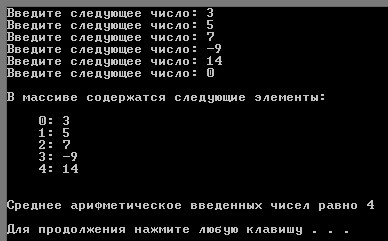 Введите следующее число: 3
Введите следующее число: 5
Введите следующее число: 7
Введите следующее число: -9
Введите следующее число: 14
Введите следующее число: 0
В массиве содержатся следующие элементы:
0: 3
1: 5
2: 7
3: -9
4: 14
Среднее арифметическое введенных чисел равно 4
Для продолжения нажмите любую клавишу . . .